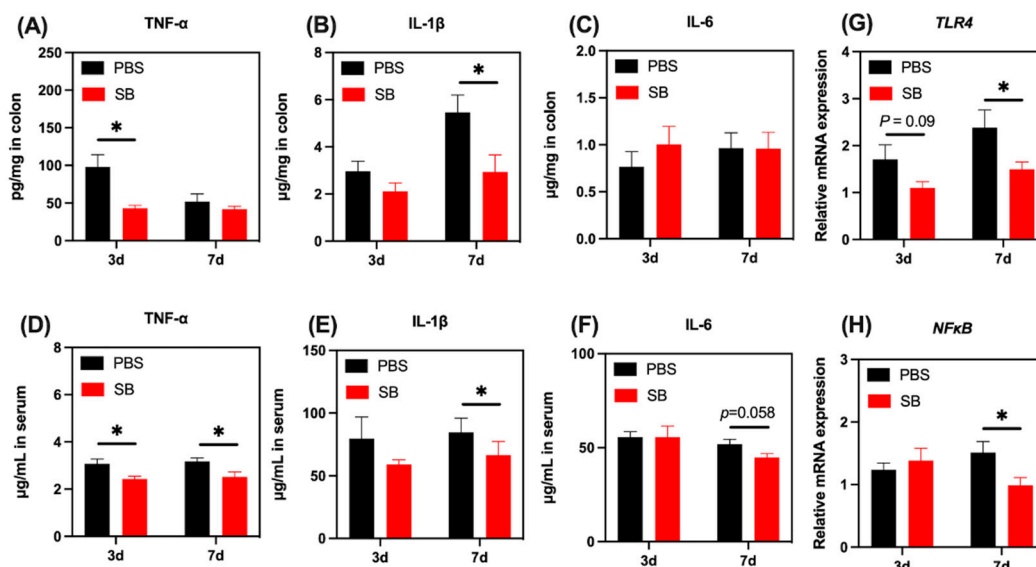 (A)
TNF-α
pg/mg in colon
250
200
150
100
50
0
PBS
SB
*
3d
7d
(B)
IL-1β
µg/mg in colon
8
6
4
2
0
PBS
SB
*
3d
7d
(C)
IL-6
µg/mg in colon
2.0
1.5
1.0
0.5
0.0
PBS
SB
3d
7d
(G)
TLR4
Relative mRNA expression
4
3
2
1
0
PBS
SB
P = 0.09
*
3d
7d
(D)
TNF-α
µg/mL in serum
8
6
4
2
0
PBS
SB
*
*
3d
7d
(E)
IL-1β
µg/mL in serum
150
100
50
0
PBS
SB
*
3d
7d
(F)
IL-6
µg/mL in serum
100
50
0
PBS
SB
p=0.058
3d
7d
(H)
NFκB
Relative mRNA expression
3
2
1
0
PBS
SB
*
3d
7d